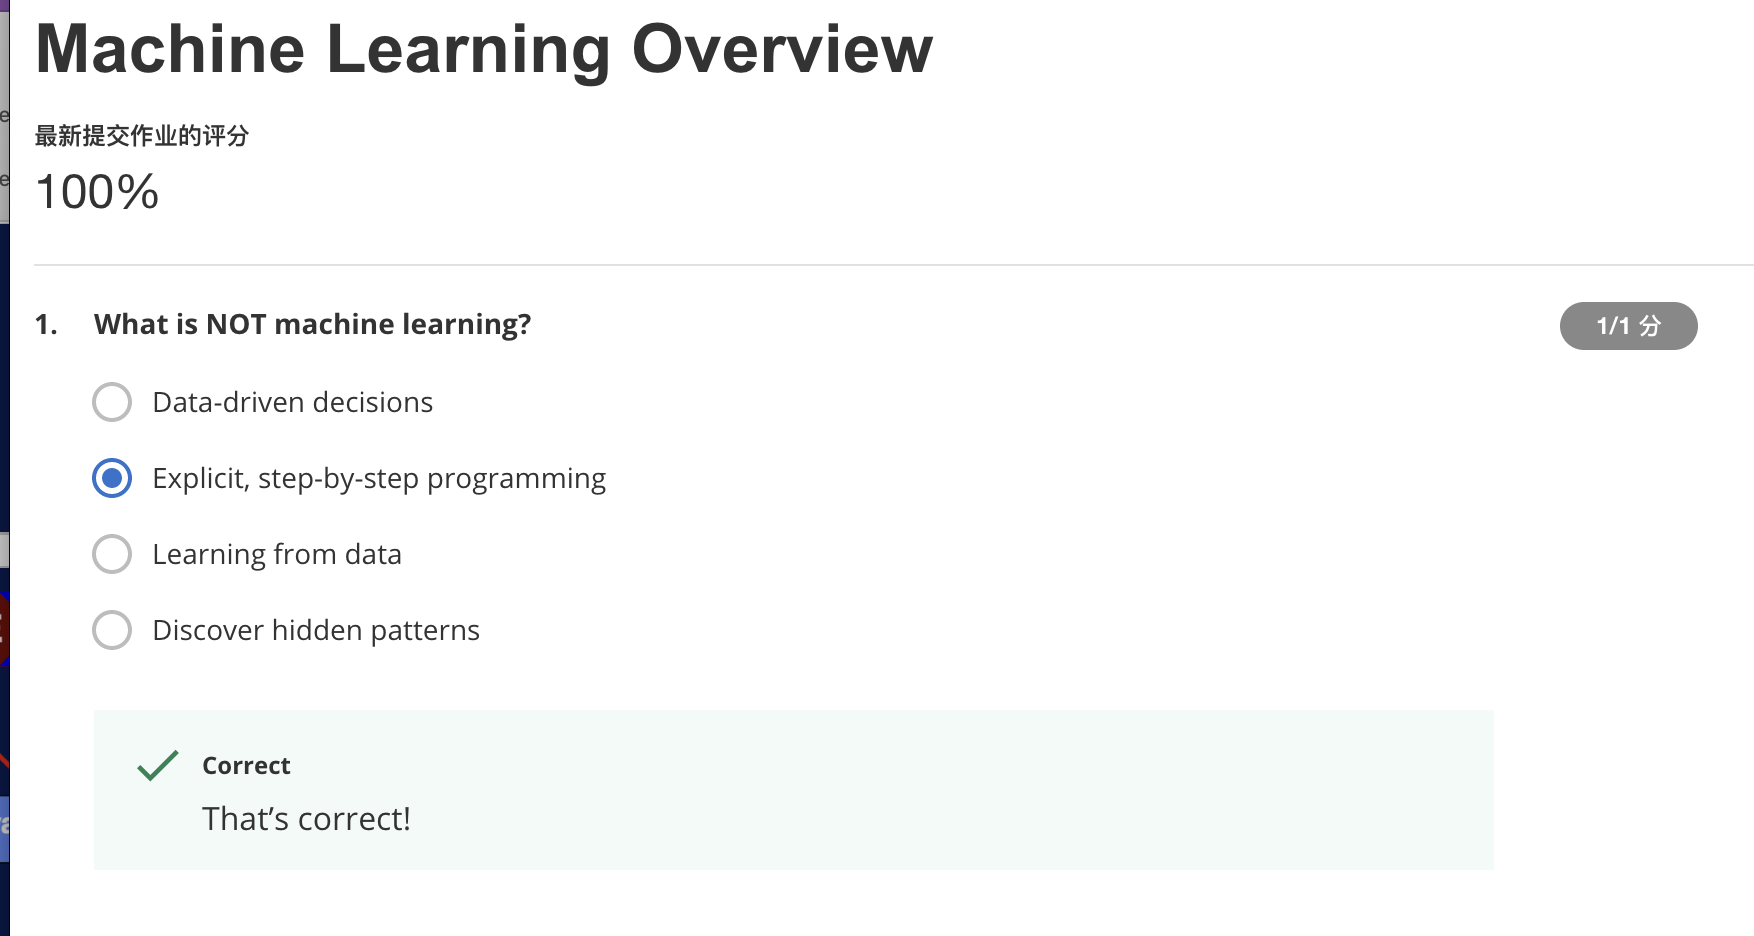 Machine Learning Overview
最新提交作业的评分
100%
1. What is NOT machine learning?
1/1 分
Data-driven decisions
Explicit, step-by-step programming
Learning from data
Discover hidden patterns
Correct
That’s correct!